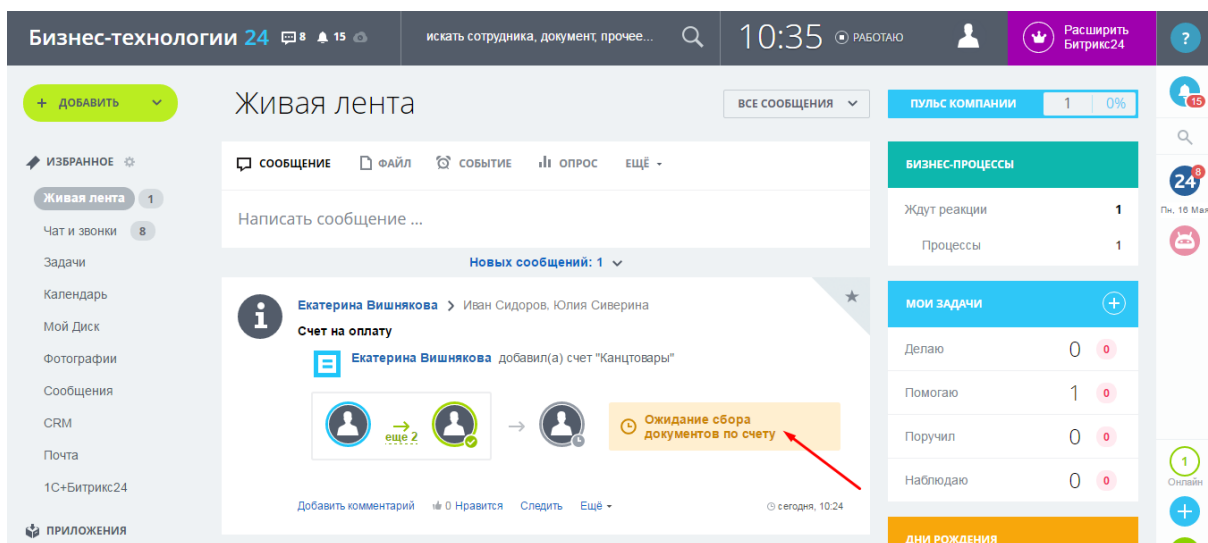 Бизнес-технологии 24 8 15
искать сотрудника, документ, прочее...
10:35 РАБОТАЮ
Расширить
Битрикс24
?
+ ДОБАВИТЬ
ИЗБРАННОЕ
Живая лента 1
Чат и звонки 8
Задачи
Календарь
Мой Диск
Фотографии
Сообщения
CRM
Почта
1С+Битрикс24
ПРИЛОЖЕНИЯ
Живая лента
ВСЕ СООБЩЕНИЯ
СООБЩЕНИЕ ФАЙЛ СОБЫТИЕ ОПРОС ЕЩЁ
Написать сообщение ...
Новых сообщений: 1
Екатерина Вишнякова > Иван Сидоров, Юлия Сиверина
Счет на оплату
Екатерина Вишнякова добавил(а) счет "Канцтовары"
еще 2
Ожидание сбора
документов по счету
Добавить комментарий 0 Нравится Следить Ещё сегодня, 10:24
ПУЛЬС КОМПАНИИ 1 0%
БИЗНЕС-ПРОЦЕССЫ
Ждут реакции 1
Процессы 1
МОИ ЗАДАЧИ
Делаю 0 0
Помогаю 1 0
Поручил 0 0
Наблюдаю 0 0
ДНИ РОЖДЕНИЯ
15
24 8
Пн, 16 Мая
1
Онлайн